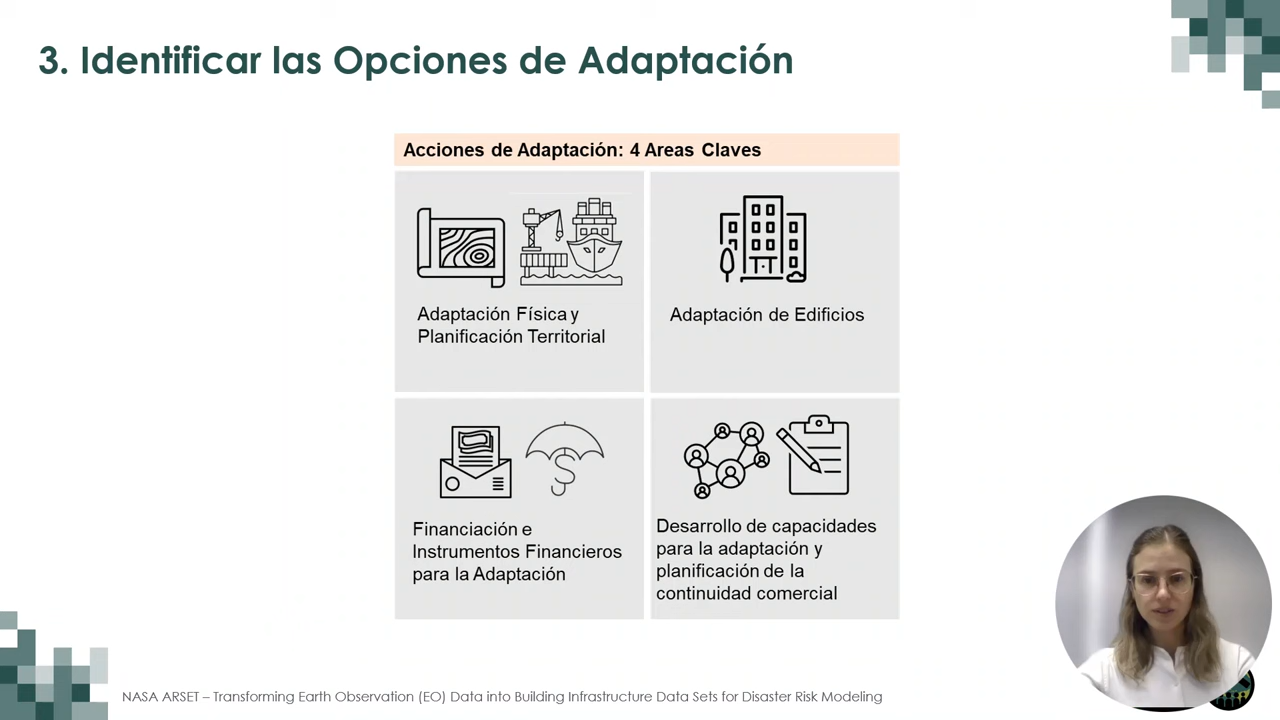 3. Identificar las Opciones de Adaptación
Acciones de Adaptación: 4 Areas Claves
Adaptación Física y
Planificación Territorial
Adaptación de Edificios
Financiación e
Instrumentos Financieros
para la Adaptación
Desarrollo de capacidades
para la adaptación y
planificación de la
continuidad comercial
NASA ARSET – Transforming Earth Observation (EO) Data into Building Infrastructure Data Sets for Disaster Risk Modeling